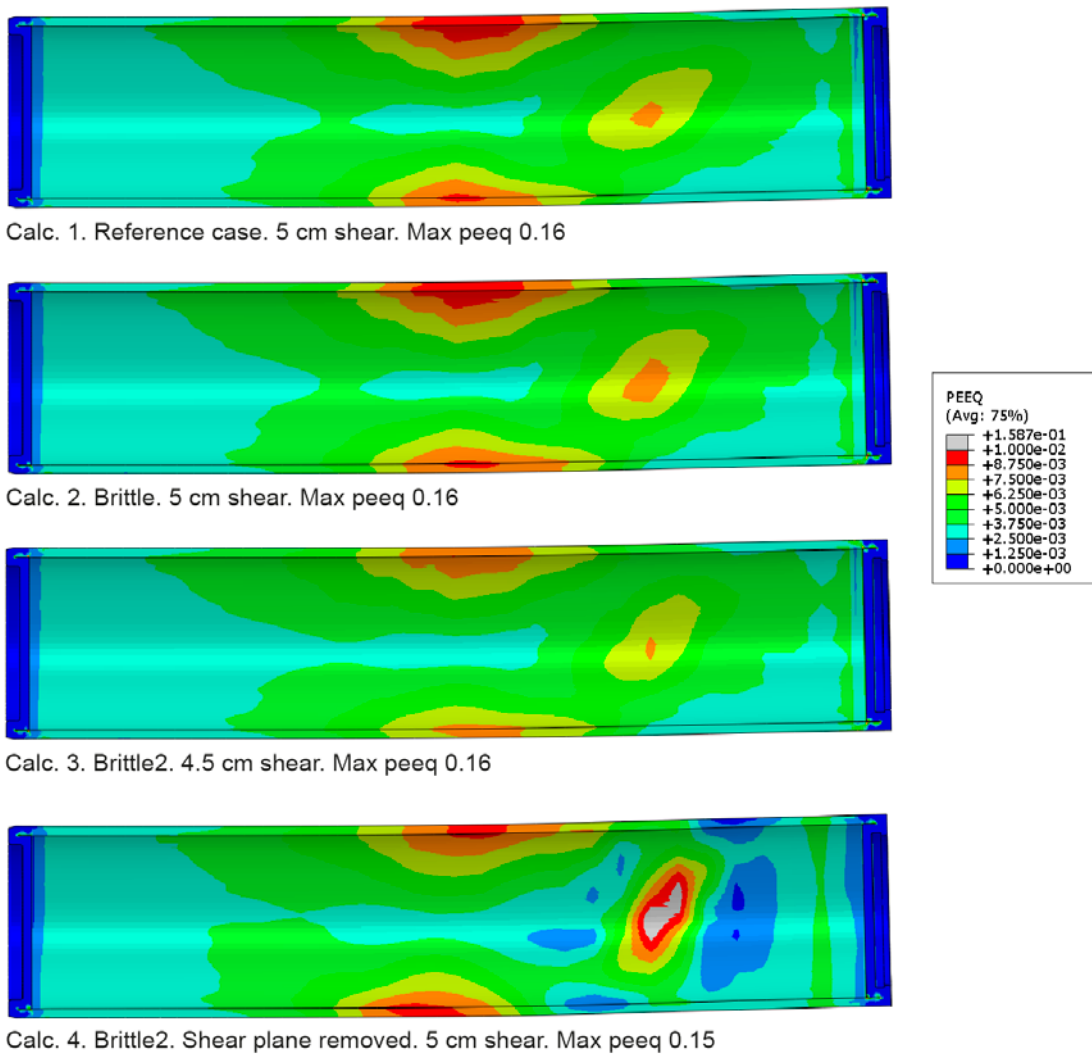 Calc. 1. Reference case. 5 cm shear. Max peeq 0.16
Calc. 2. Brittle. 5 cm shear. Max peeq 0.16
PEEQ
(Avg: 75%)
+1.587e-01
+1.000e-02
+8.750e-03
+7.500e-03
+6.250e-03
+5.000e-03
+3.750e-03
+2.500e-03
+1.250e-03
+0.000e+00
Calc. 3. Brittle2. 4.5 cm shear. Max peeq 0.16
Calc. 4. Brittle2. Shear plane removed. 5 cm shear. Max peeq 0.15